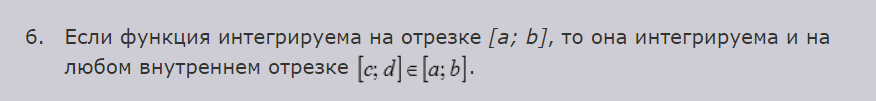 6. Если функция интегрируема на отрезке [a; b], то она интегрируема и на
любом внутреннем отрезке [c; d]∈[a; b].